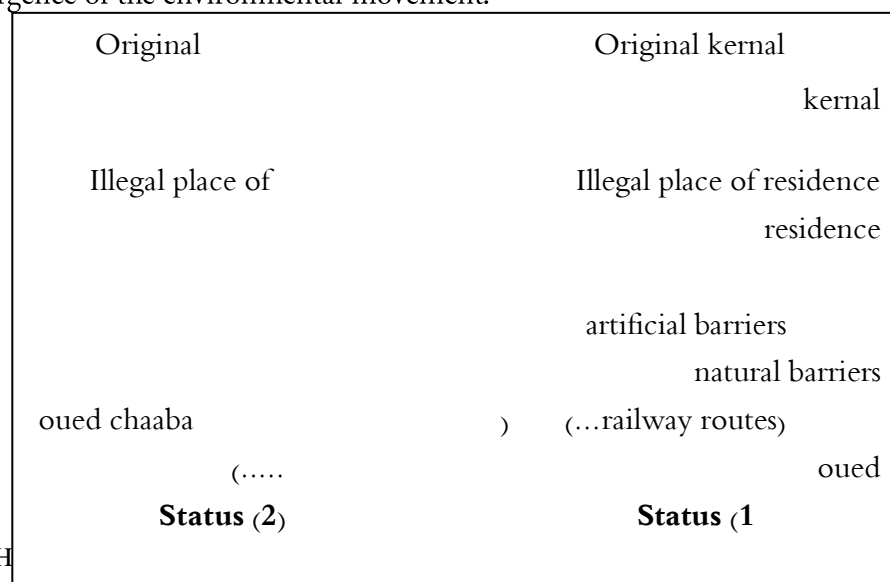 rgence of the environmental movement.
Original Original kernal
kernal
Illegal place of Illegal place of residence
residence
artificial barriers
natural barriers
oued chaaba ) (...railway routes)
(..... oued
Status (2) Status (1
H